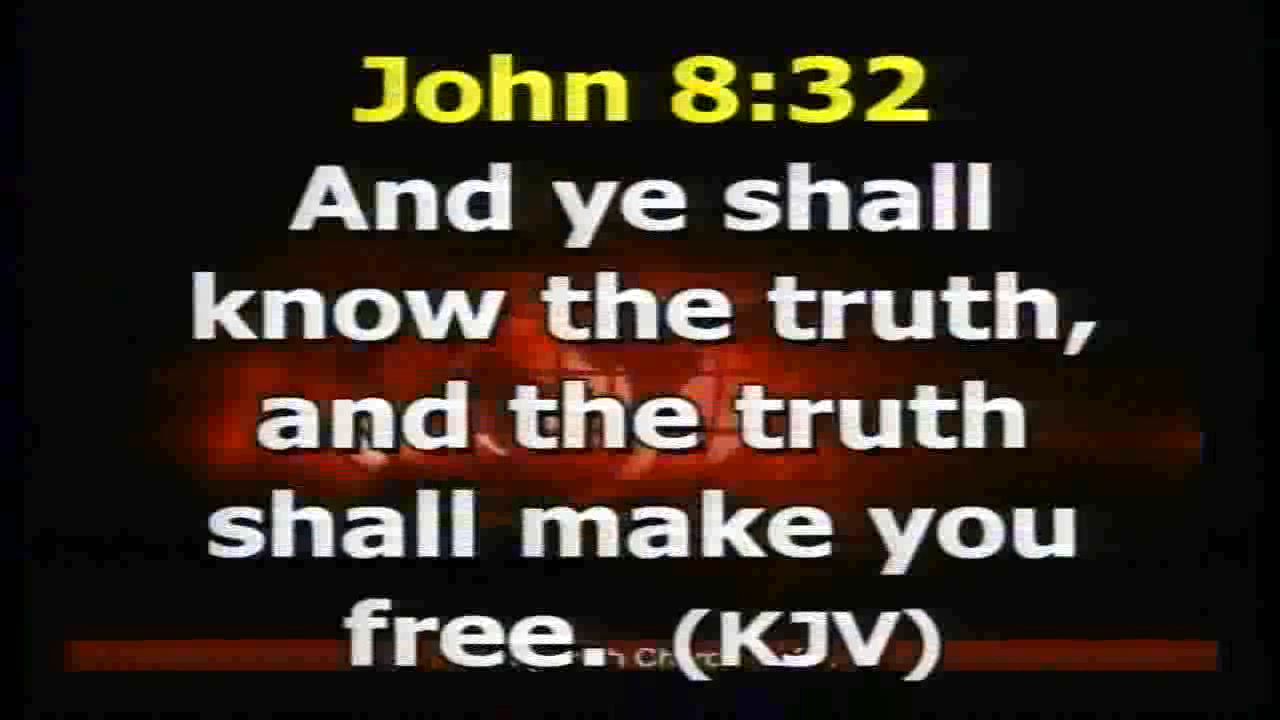 John 8:32
And ye shall
know the truth,
and the truth
shall make you
free. (KJV)